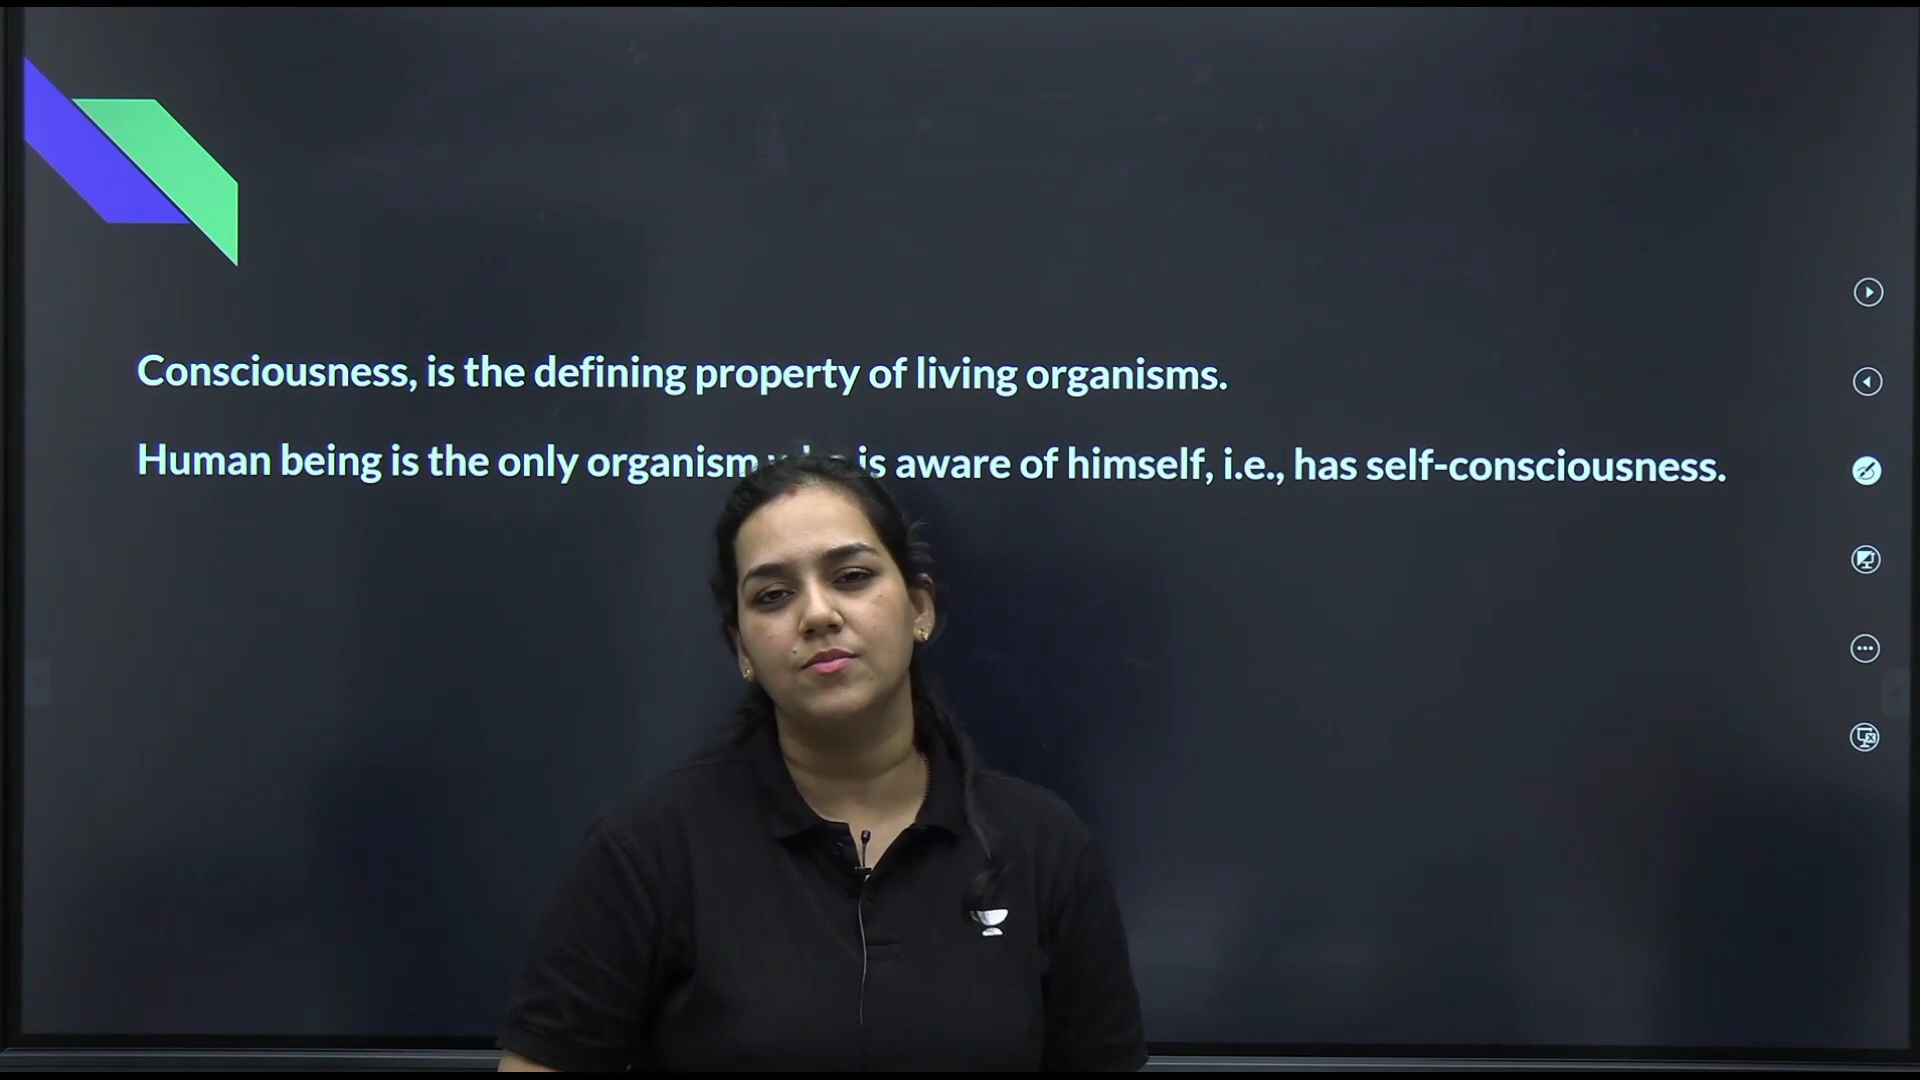 Consciousness, is the defining property of living organisms.
Human being is the only organism is aware of himself, i.e., has self-consciousness.